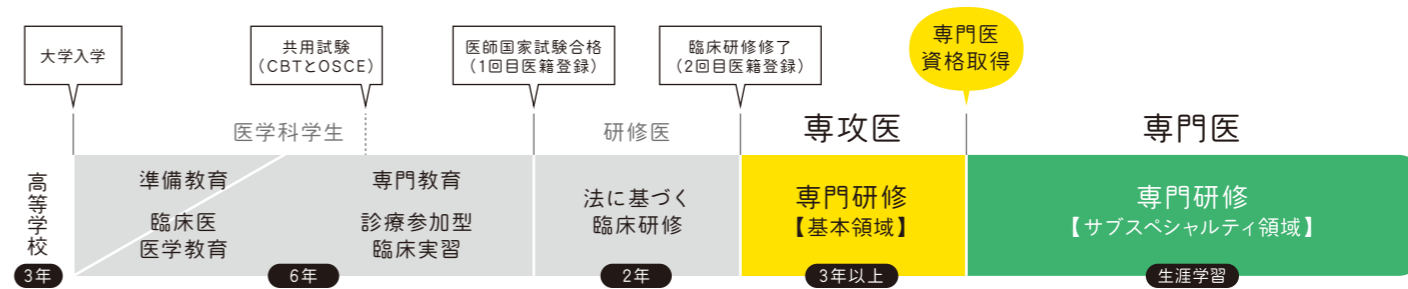 大学入学
共用試験
（CBTとOSCE）
医師国家試験合格
（1回目医籍登録）
臨床研修修了
（2回目医籍登録）
専門医
資格取得
医学科学生
研修医
専攻医
専門医
高等学校
準備教育
臨床医
医学教育
専門教育
診療参加型
臨床実習
法に基づく
臨床研修
専門研修
【基本領域】
専門研修
【サブスペシャルティ領域】
3年
6年
2年
3年以上
生涯学習